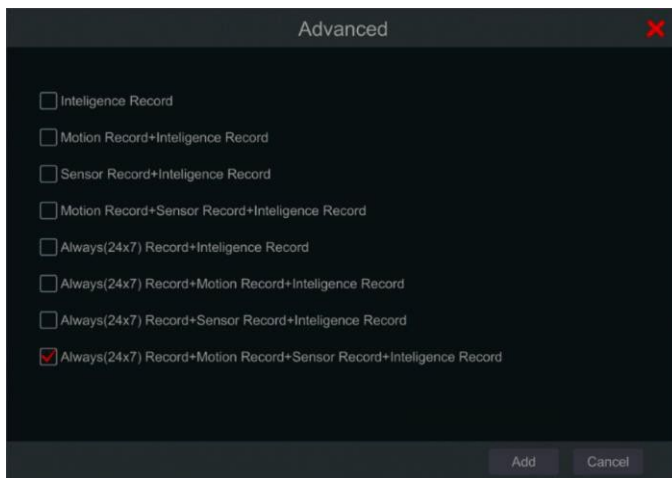 Advanced
Inteligence Record
Motion Record+Inteligence Record
Sensor Record+Inteligence Record
Motion Record+Sensor Record+Inteligence Record
Always(24x7) Record+Inteligence Record
Always(24x7) Record+Motion Record+Inteligence Record
Always(24x7) Record+Sensor Record+Inteligence Record
Always(24x7) Record+Motion Record+Sensor Record+Inteligence Record
Add Cancel